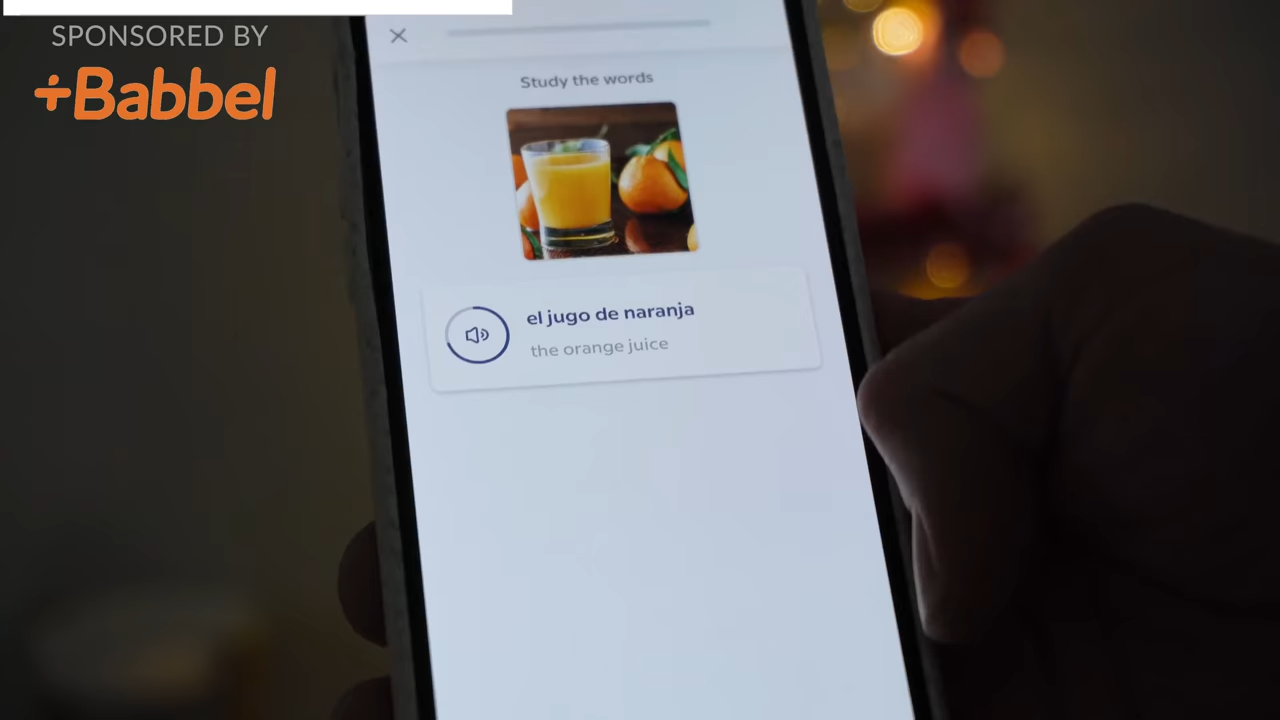 SPONSORED BY
+Babbel
Study the words
el jugo de naranja
the orange juice